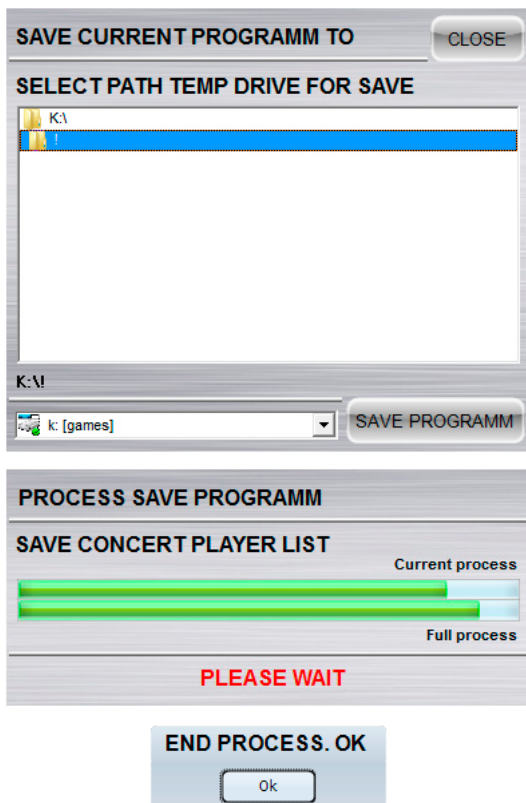 SAVE CURRENT PROGRAMM TO
CLOSE
SELECT PATH TEMP DRIVE FOR SAVE
K:\
!
K:\!
k: [games]
SAVE PROGRAMM
PROCESS SAVE PROGRAMM
SAVE CONCERT PLAYER LIST
Current process
Full process
PLEASE WAIT
END PROCESS. OK
Ok